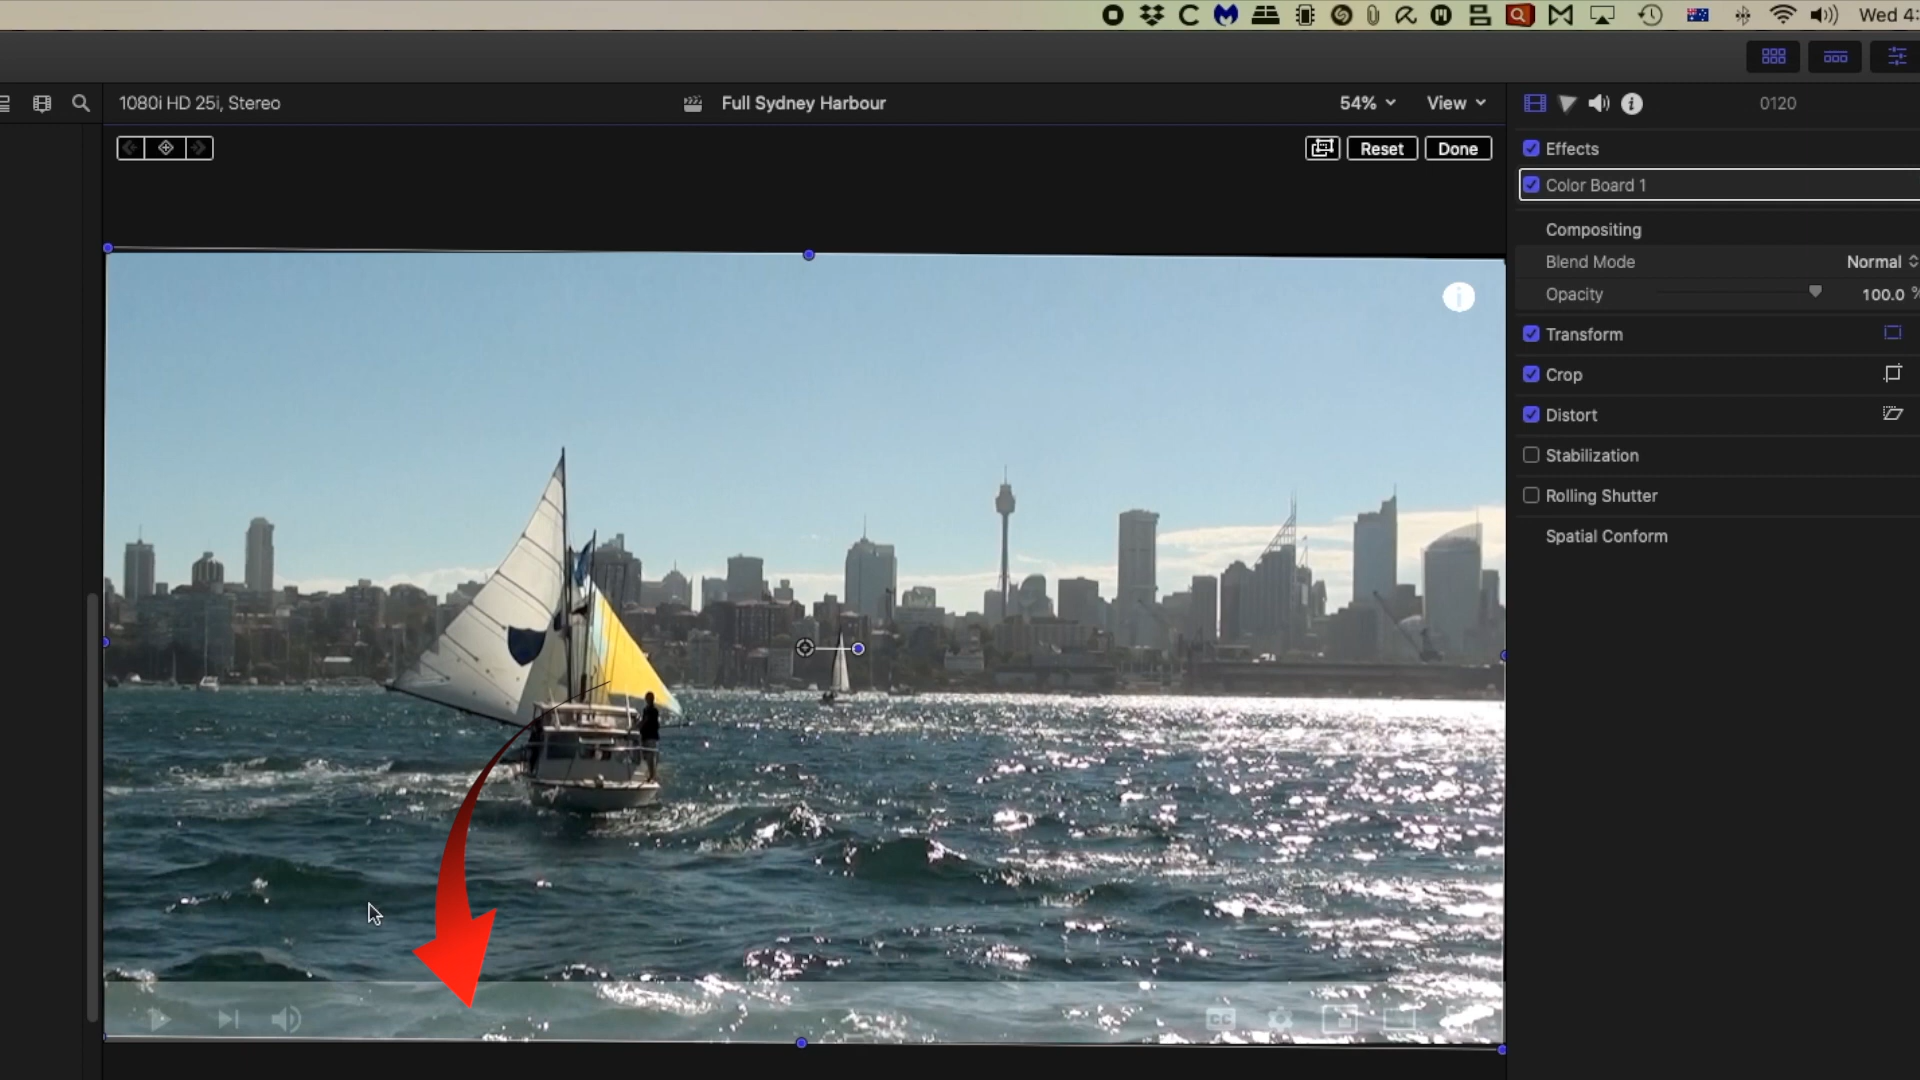 Wed 4:
1080i HD 25i, Stereo
Full Sydney Harbour
54%
View
0120
Reset
Done
Effects
Color Board 1
Compositing
Blend Mode
Normal
Opacity
100.0 %
Transform
Crop
Distort
Stabilization
Rolling Shutter
Spatial Conform
CC